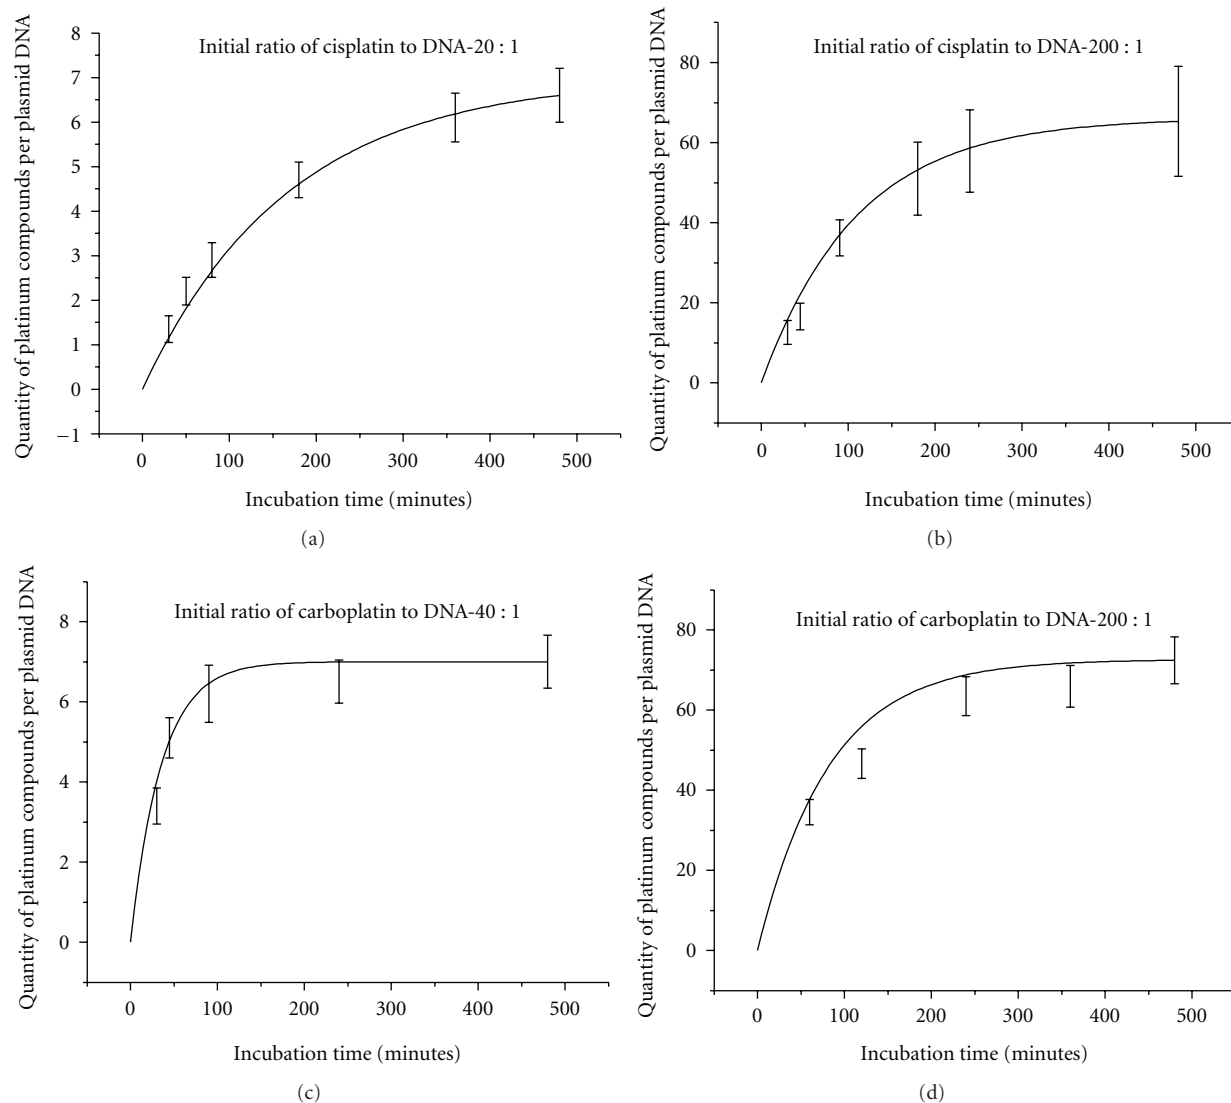 Quantity of platinum compounds per plasmid DNA
Initial ratio of cisplatin to DNA-20 : 1
8
7
6
5
4
3
2
1
0
−1
0 100 200 300 400 500
Incubation time (minutes)
(a)
Quantity of platinum compounds per plasmid DNA
Initial ratio of cisplatin to DNA-200 : 1
80
60
40
20
0
0 100 200 300 400 500
Incubation time (minutes)
(b)
Quantity of platinum compounds per plasmid DNA
Initial ratio of carboplatin to DNA-40 : 1
8
6
4
2
0
0 100 200 300 400 500
Incubation time (minutes)
(c)
Quantity of platinum compounds per plasmid DNA
Initial ratio of carboplatin to DNA-200 : 1
80
60
40
20
0
0 100 200 300 400 500
Incubation time (minutes)
(d)